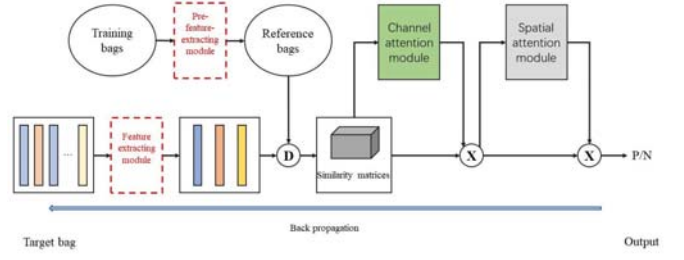 Training
bags
Pre-
feature-
extracting
module
Reference
bags
Channel
attention
module
Spatial
attention
module
Feature
extracting
module
...
D
Similarity matrices
X
X
P/N
Back propagation
Target bag
Output